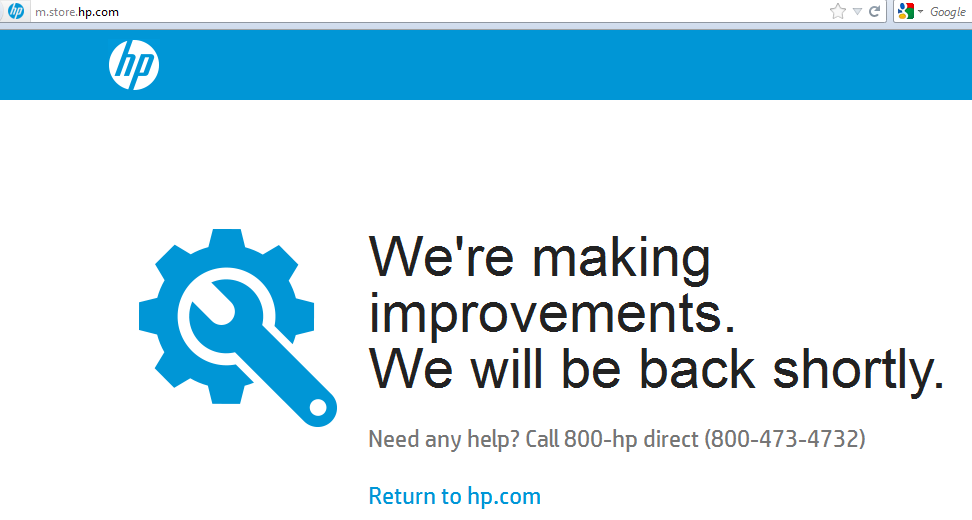 m.store.hp.com
Google
hp
We're making
improvements.
We will be back shortly.
Need any help? Call 800-hp direct (800-473-4732)
Return to hp.com